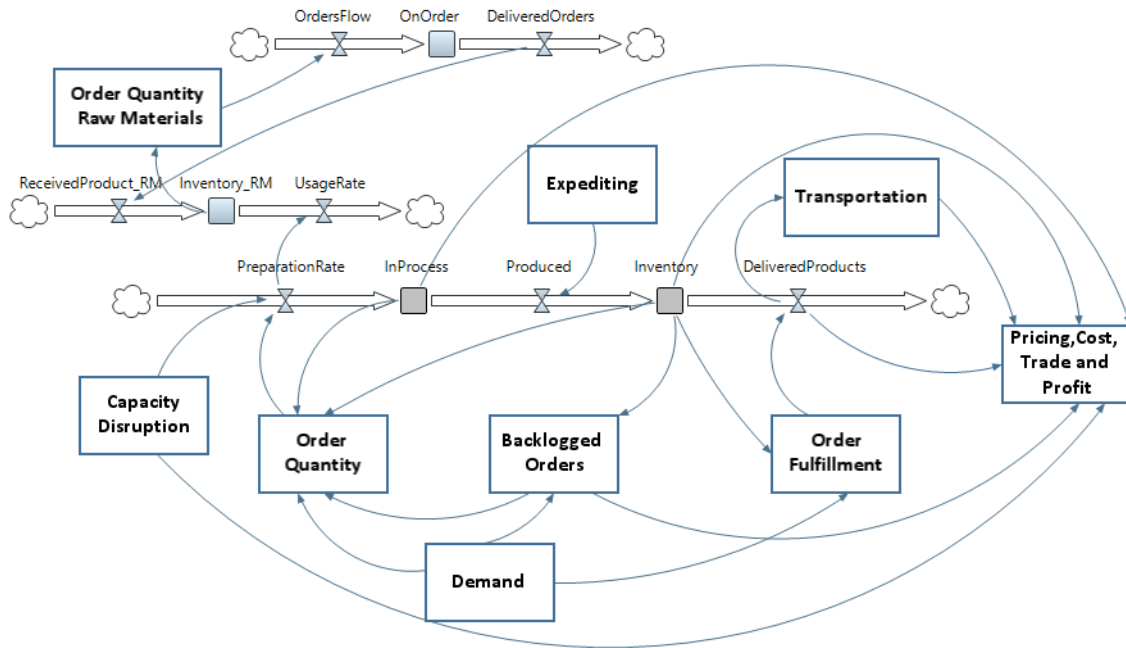 OrdersFlow
OnOrder
DeliveredOrders
Order Quantity
Raw Materials
ReceivedProduct_RM
Inventory_RM
UsageRate
Expediting
Transportation
PreparationRate
InProcess
Produced
Inventory
DeliveredProducts
Pricing,Cost,
Trade and
Profit
Capacity
Disruption
Order
Quantity
Backlogged
Orders
Order
Fulfillment
Demand